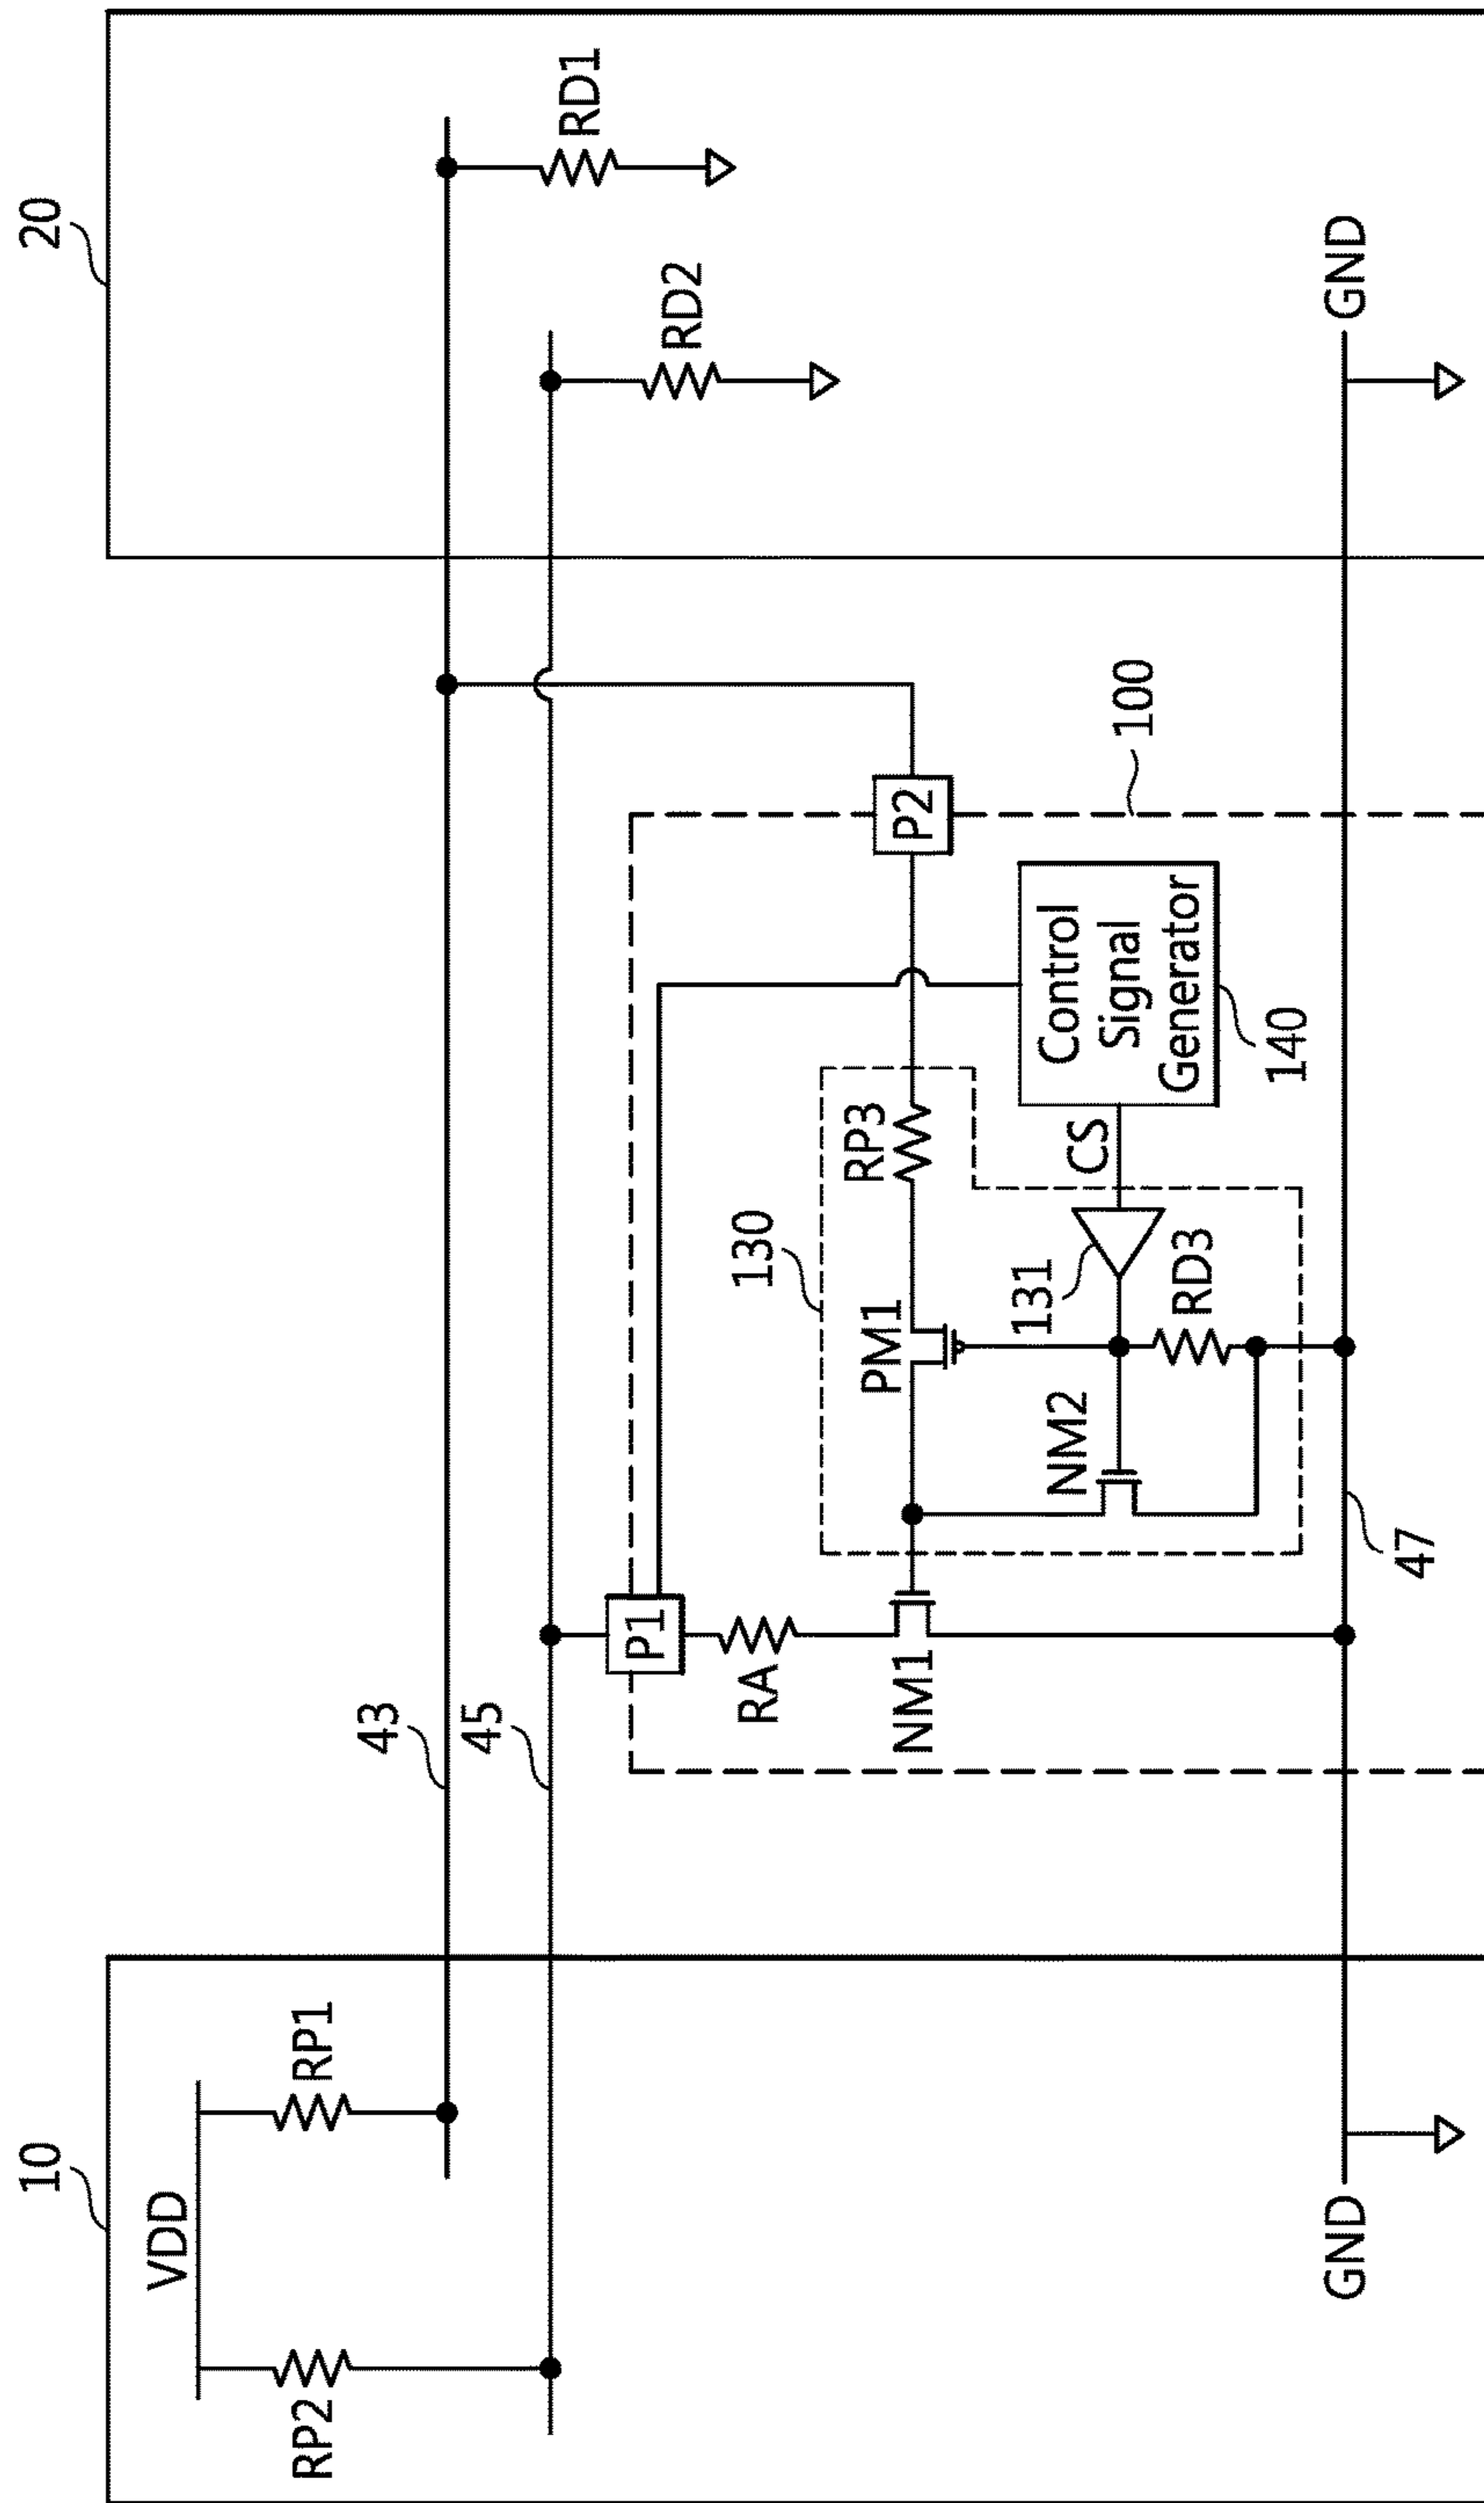 10
VDD
RP2
RP1
GND
43
45
47
P1
RA
NM1
130
PM1
RP3
NM2
131
RD3
CS
Control
Signal
Generator
140
P2
100
20
RD2
RD1
GND